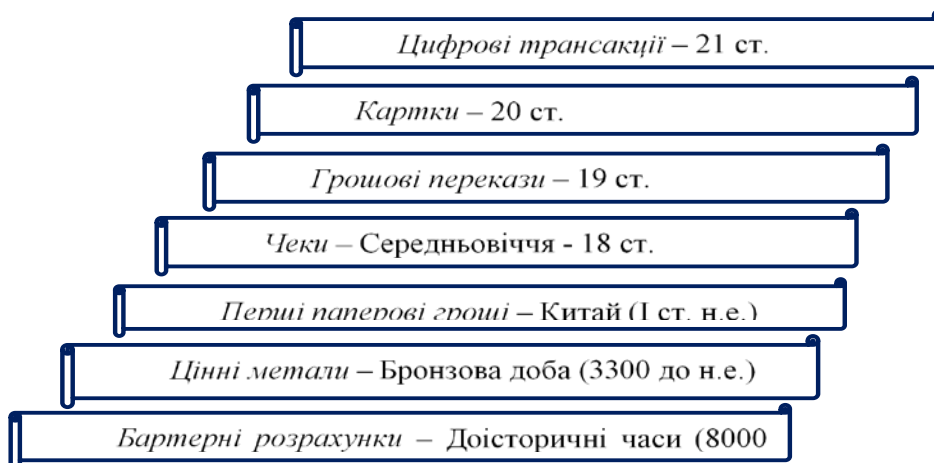 Цифрові трансакції – 21 ст.
Картки – 20 ст.
Грошові перекази – 19 ст.
Чеки – Середньовіччя - 18 ст.
Перші паперові гроші – Китай (І ст. н.е.)
Цінні метали – Бронзова доба (3300 до н.е.)
Бартерні розрахунки – Доісторичні часи (8000